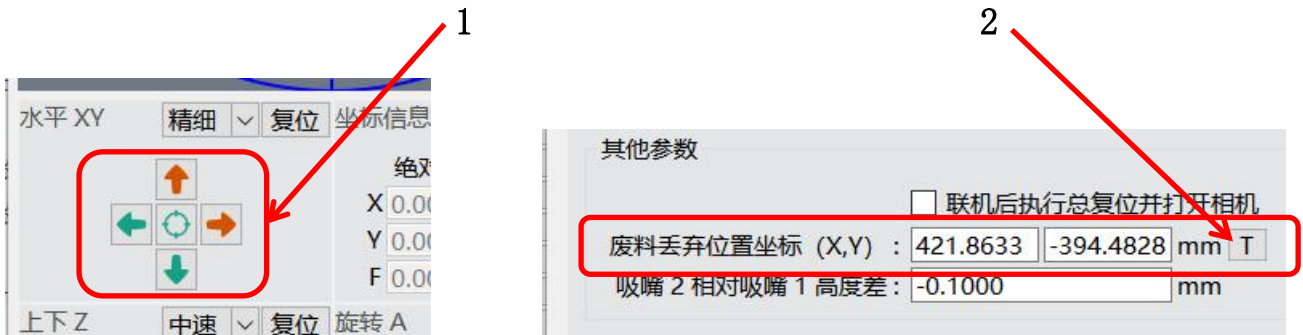 1
2
水平 XY 精细 复位 坐标信息
绝对
X 0.00
Y 0.00
F 0.00
上下 Z 中速 复位 旋转 A
其他参数
联机后执行总复位并打开相机
废料丢弃位置坐标 (X,Y) : 421.8633 -394.4828 mm T
吸嘴 2 相对吸嘴 1 高度差: -0.1000 mm